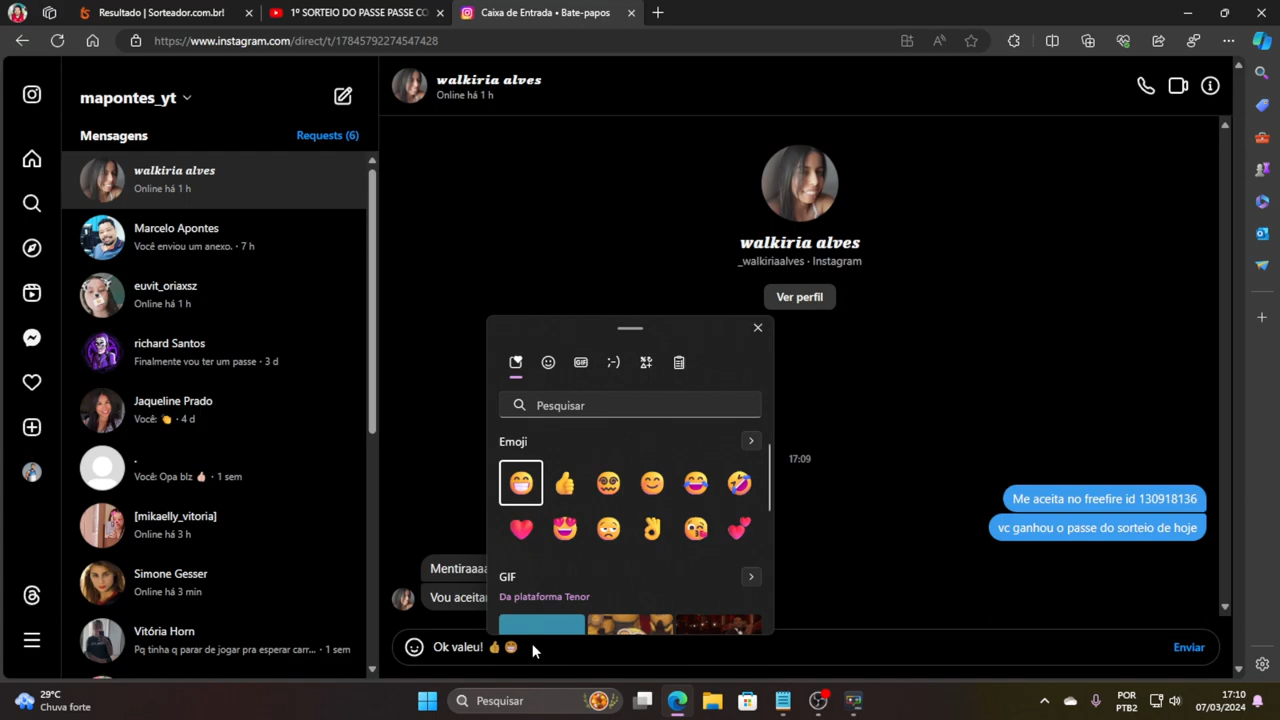 Resultado | Sorteador.com.br!
1º SORTEIO DO PASSE PASSE CO
Caixa de Entrada • Bate-papos
https://www.instagram.com/direct/t/17845792274547428
mapontes_yt
Mensagens
Requests (6)
walkiria alves
Online há 1 h
Marcelo Apontes
Você enviou um anexo. · 7 h
euvit_oriaxsz
Online há 1 h
richard Santos
Finalmente vou ter um passe · 3 d
Jaqueline Prado
Você: 👏 · 4 d
.
Você: Opa blz 👍🏻 · 1 sem
[mikaelly_vitoria]
Online há 3 h
Simone Gesser
Online há 3 min
Vitória Horn
Pq tinha q parar de jogar pra esperar carr... · 1 sem
walkiria alves
Online há 1 h
walkiria alves
_walkiriaalves · Instagram
Ver perfil
17:09
Me aceita no freefire id 130918136
vc ganhou o passe do sorteio de hoje
Mentiraaaa
Vou aceitar
Pesquisar
Emoji
GIF
Da plataforma Tenor
Ok valeu! 👍😁
Enviar
29°C
Chuva forte
Pesquisar
POR
PTB2
17:10
07/03/2024